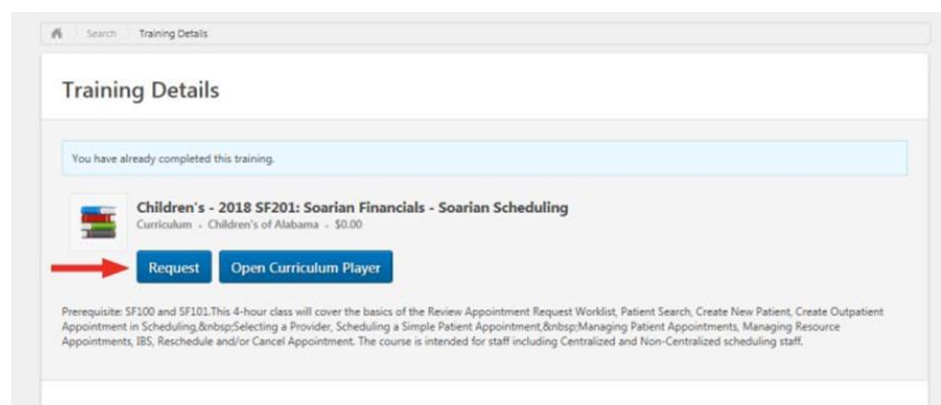 Search Training Details
Training Details
You have already completed this training.
Children's - 2018 SF201: Soarian Financials - Soarian Scheduling
Curriculum - Children's of Alabama - $0.00
Request Open Curriculum Player
Prerequisite: SF100 and SF101.This 4-hour class will cover the basics of the Review Appointment Request Worklist, Patient Search, Create New Patient, Create Outpatient
Appointment in Scheduling,&nbsp;Selecting a Provider, Scheduling a Simple Patient Appointment,&nbsp;Managing Patient Appointments, Managing Resource
Appointments, IBS, Reschedule and/or Cancel Appointment. The course is intended for staff including Centralized and Non-Centralized scheduling staff.